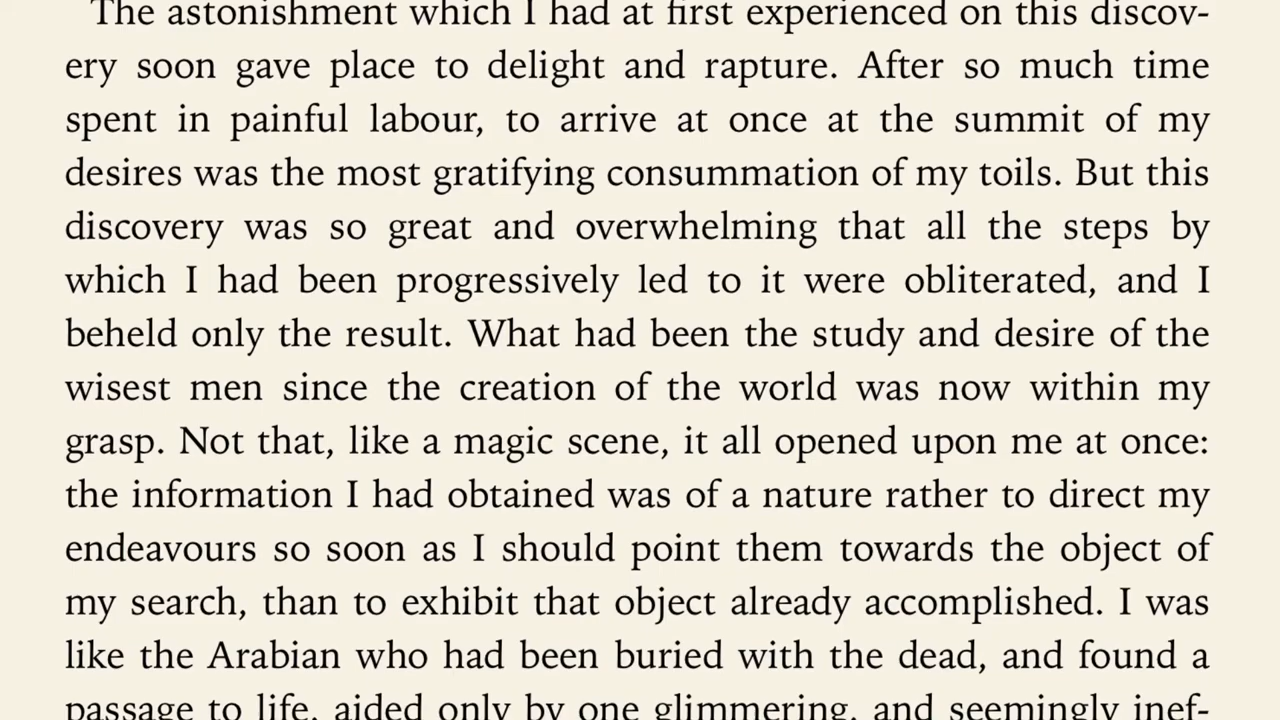 The astonishment which I had at first experienced on this discov-
ery soon gave place to delight and rapture. After so much time
spent in painful labour, to arrive at once at the summit of my
desires was the most gratifying consummation of my toils. But this
discovery was so great and overwhelming that all the steps by
which I had been progressively led to it were obliterated, and I
beheld only the result. What had been the study and desire of the
wisest men since the creation of the world was now within my
grasp. Not that, like a magic scene, it all opened upon me at once:
the information I had obtained was of a nature rather to direct my
endeavours so soon as I should point them towards the object of
my search, than to exhibit that object already accomplished. I was
like the Arabian who had been buried with the dead, and found a
passage to life, aided only by one glimmering, and seemingly inef-